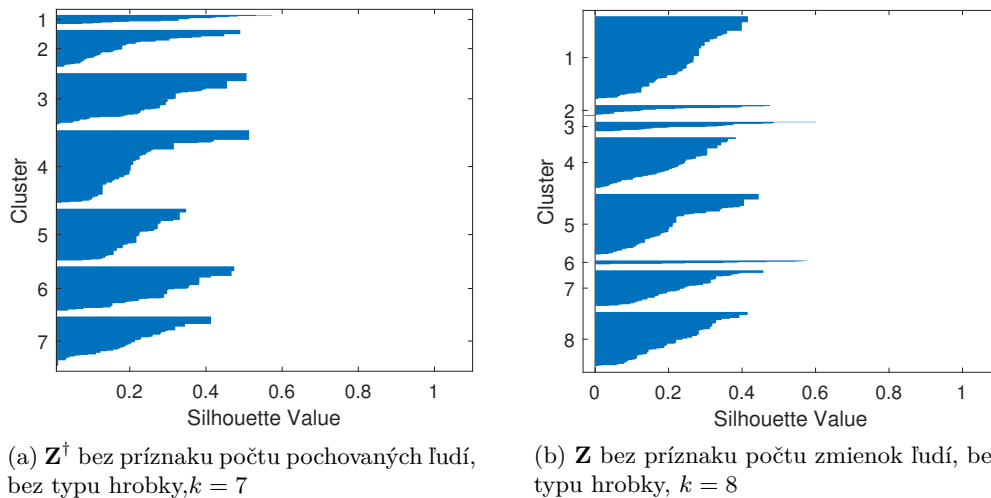 1
2
3
4
5
6
7
Cluster
0.2 0.4 0.6 0.8 1
Silhouette Value
(a) Z† bez príznaku počtu pochovaných ľudí,
bez typu hrobky,k = 7
1
2
3
4
5
6
7
8
Cluster
0 0.2 0.4 0.6 0.8 1
Silhouette Value
(b) Z bez príznaku počtu zmienok ľudí, be
typu hrobky, k = 8